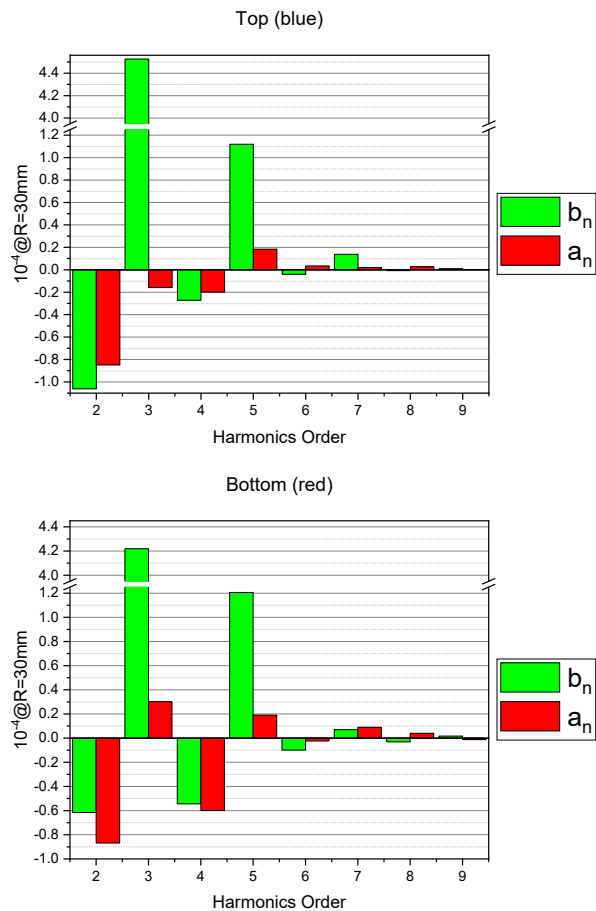 Top (blue)
4.4
4.2
4.0
1.2
1.0
0.8
0.6
0.4
0.2
0.0
-0.2
-0.4
-0.6
-0.8
-1.0
10⁻⁴@R=30mm
2 3 4 5 6 7 8 9
Harmonics Order
bₙ
aₙ
Bottom (red)
4.4
4.2
4.0
1.2
1.0
0.8
0.6
0.4
0.2
0.0
-0.2
-0.4
-0.6
-0.8
-1.0
10⁻⁴@R=30mm
2 3 4 5 6 7 8 9
Harmonics Order
bₙ
aₙ